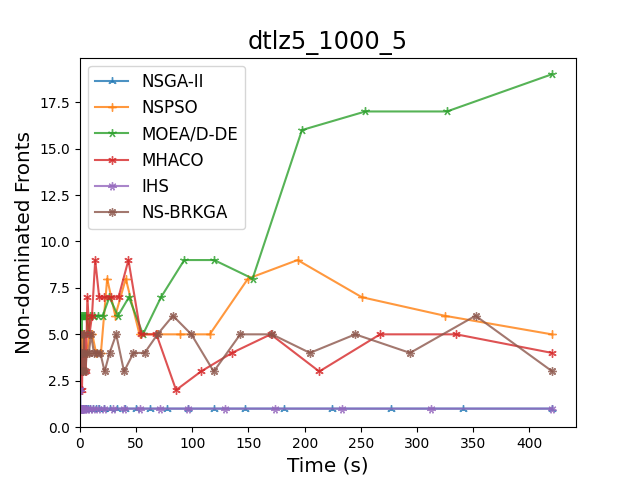 dtlz5_1000_5
NSGA-II
NSPSO
MOEA/D-DE
MHACO
IHS
NS-BRKGA
Non-dominated Fronts
17.5
15.0
12.5
10.0
7.5
5.0
2.5
0.0
0 50 100 150 200 250 300 350 400
Time (s)